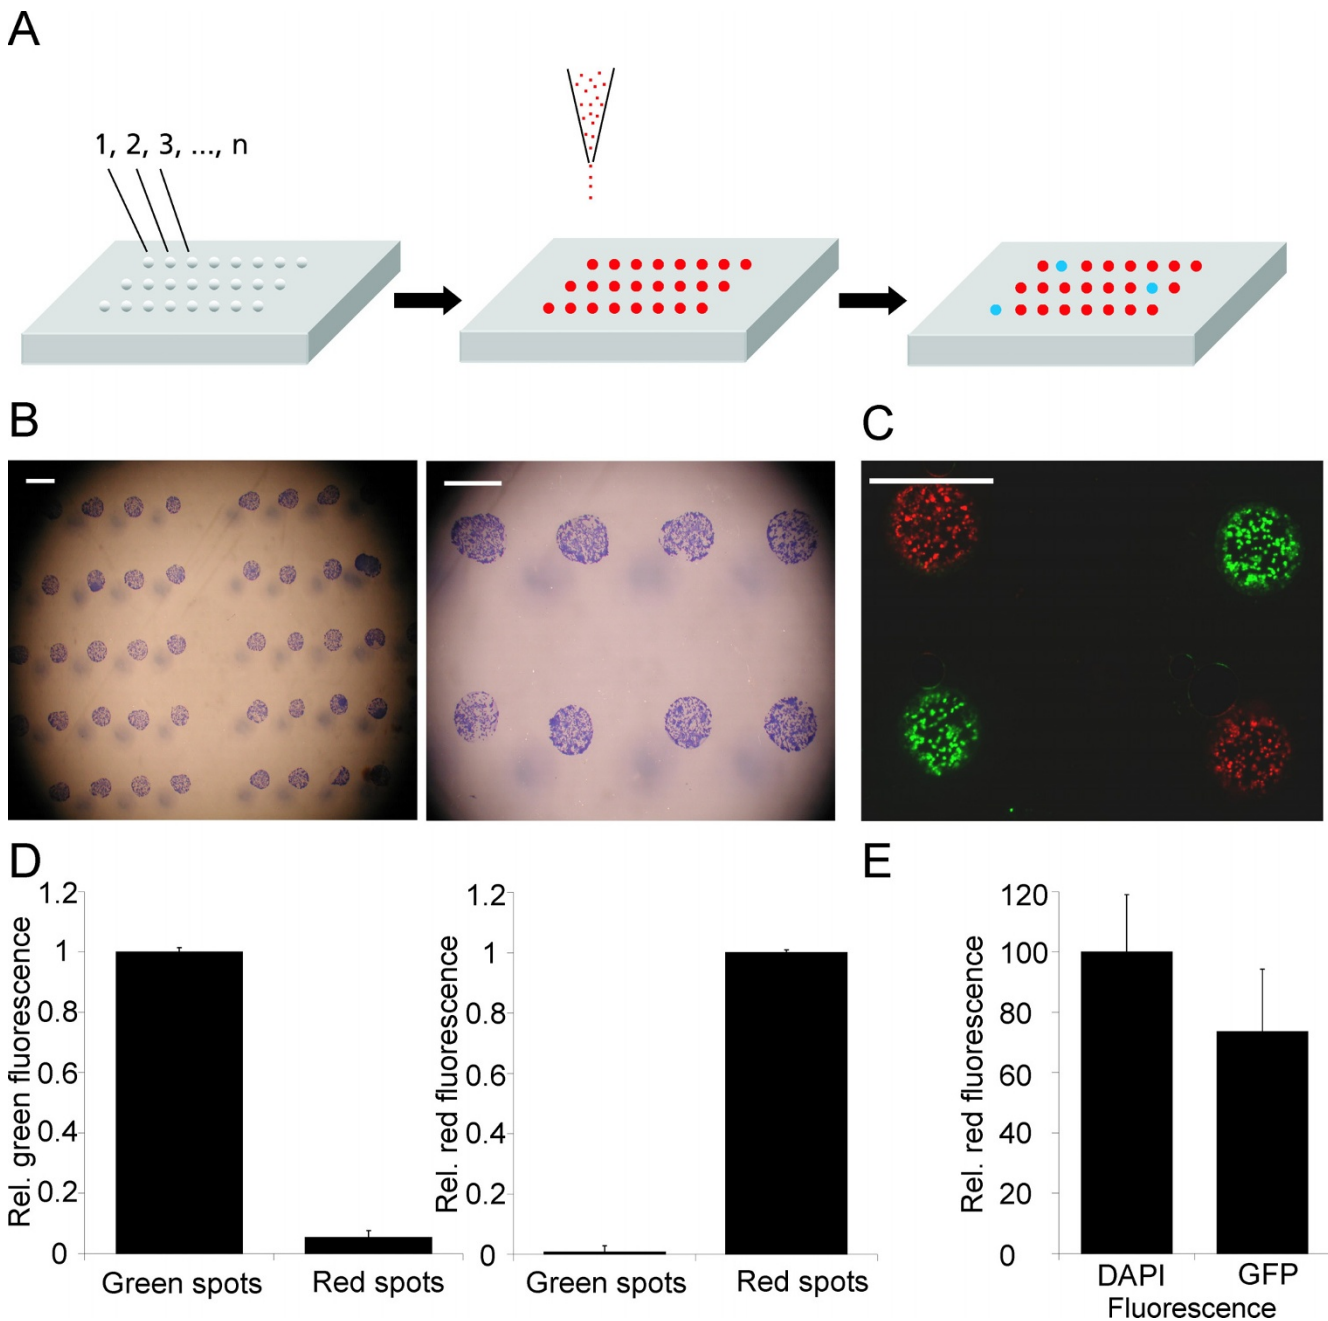 A
1, 2, 3, ..., n
B
C
D
Rel. green fluorescence
1.2
1
0.8
0.6
0.4
0.2
0
Green spots
Red spots
Rel. red fluorescence
1.2
1
0.8
0.6
0.4
0.2
0
Green spots
Red spots
E
Rel. red fluorescence
120
100
80
60
40
20
0
DAPI
GFP
Fluorescence